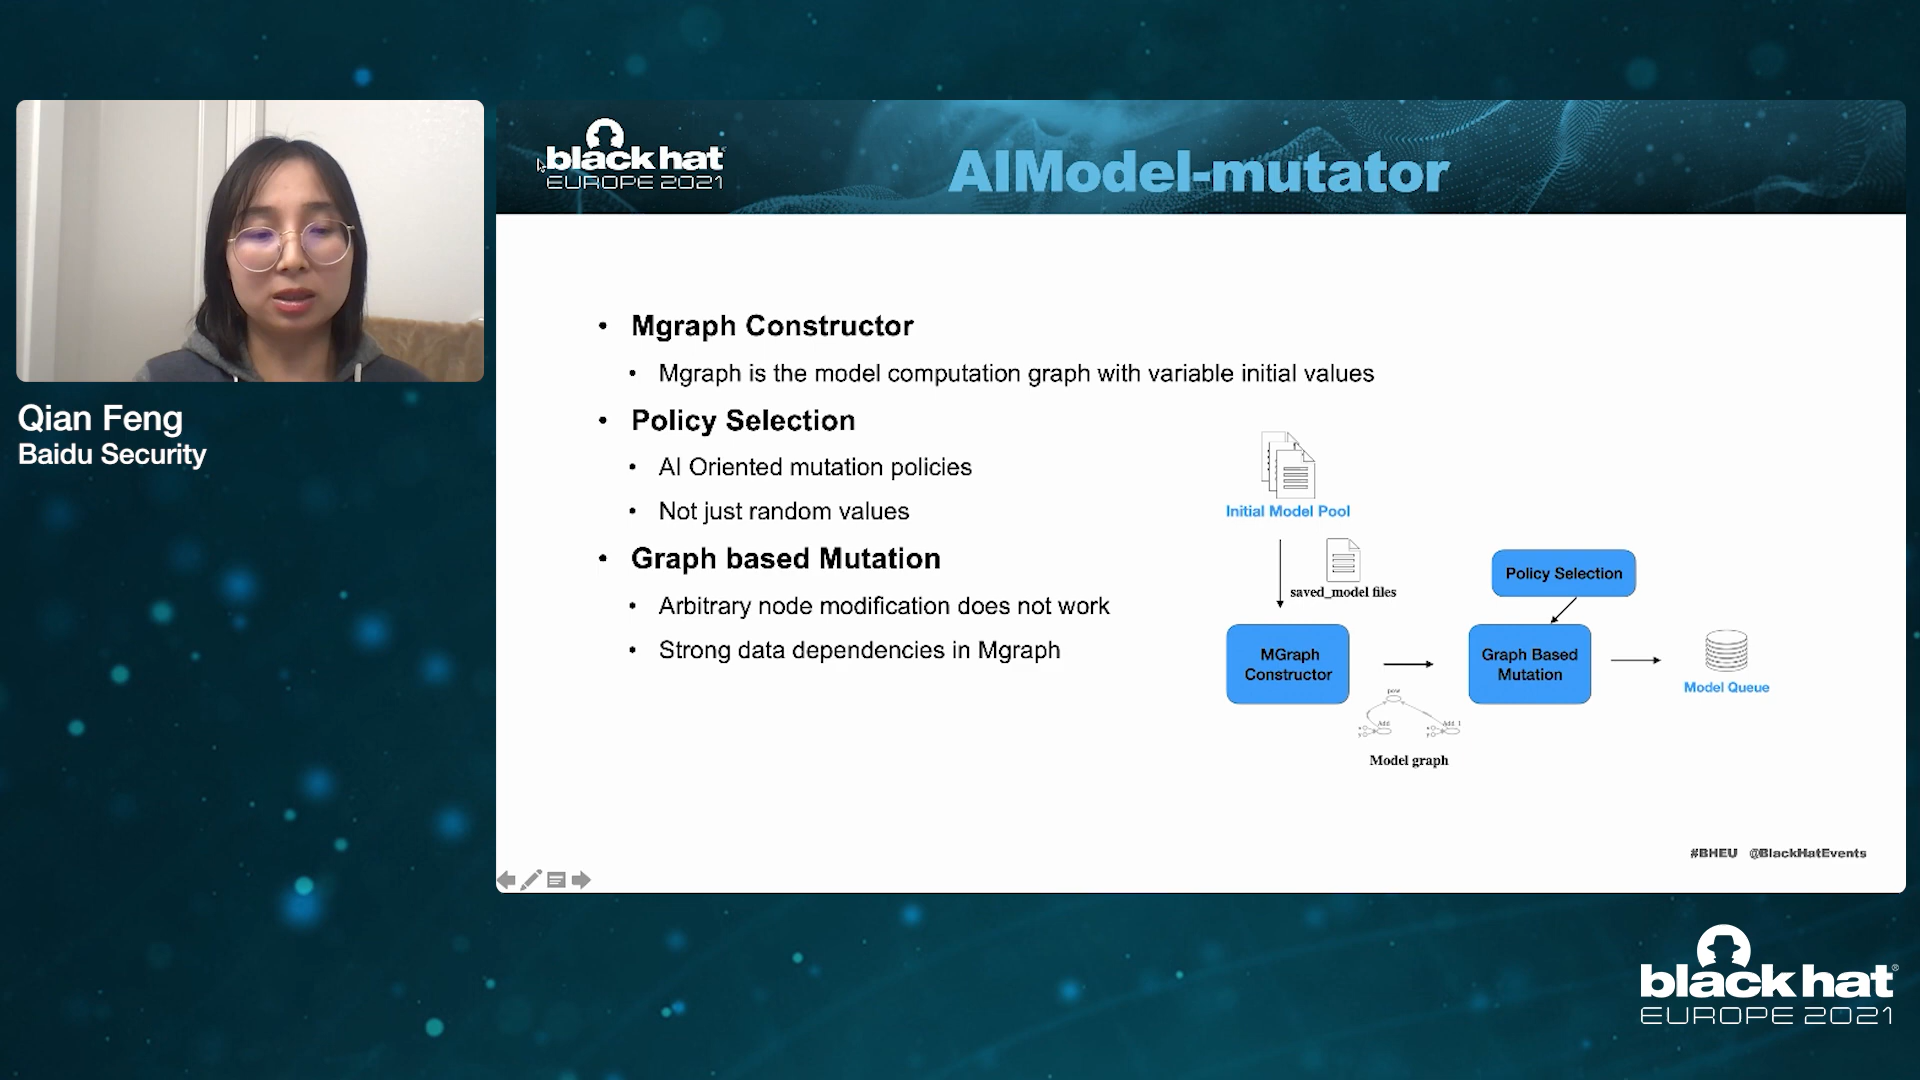 black hat
EUROPE 2021
AIModel-mutator
Qian Feng
Baidu Security
• Mgraph Constructor
• Mgraph is the model computation graph with variable initial values
• Policy Selection
• AI Oriented mutation policies
• Not just random values
• Graph based Mutation
• Arbitrary node modification does not work
• Strong data dependencies in Mgraph
Initial Model Pool
saved_model files
Policy Selection
MGraph
Constructor
Graph Based
Mutation
Model Queue
pow
Add
Add_1
x
y
x
y
Model graph
#BHEU @BlackHatEvents
black hat®
EUROPE 2021